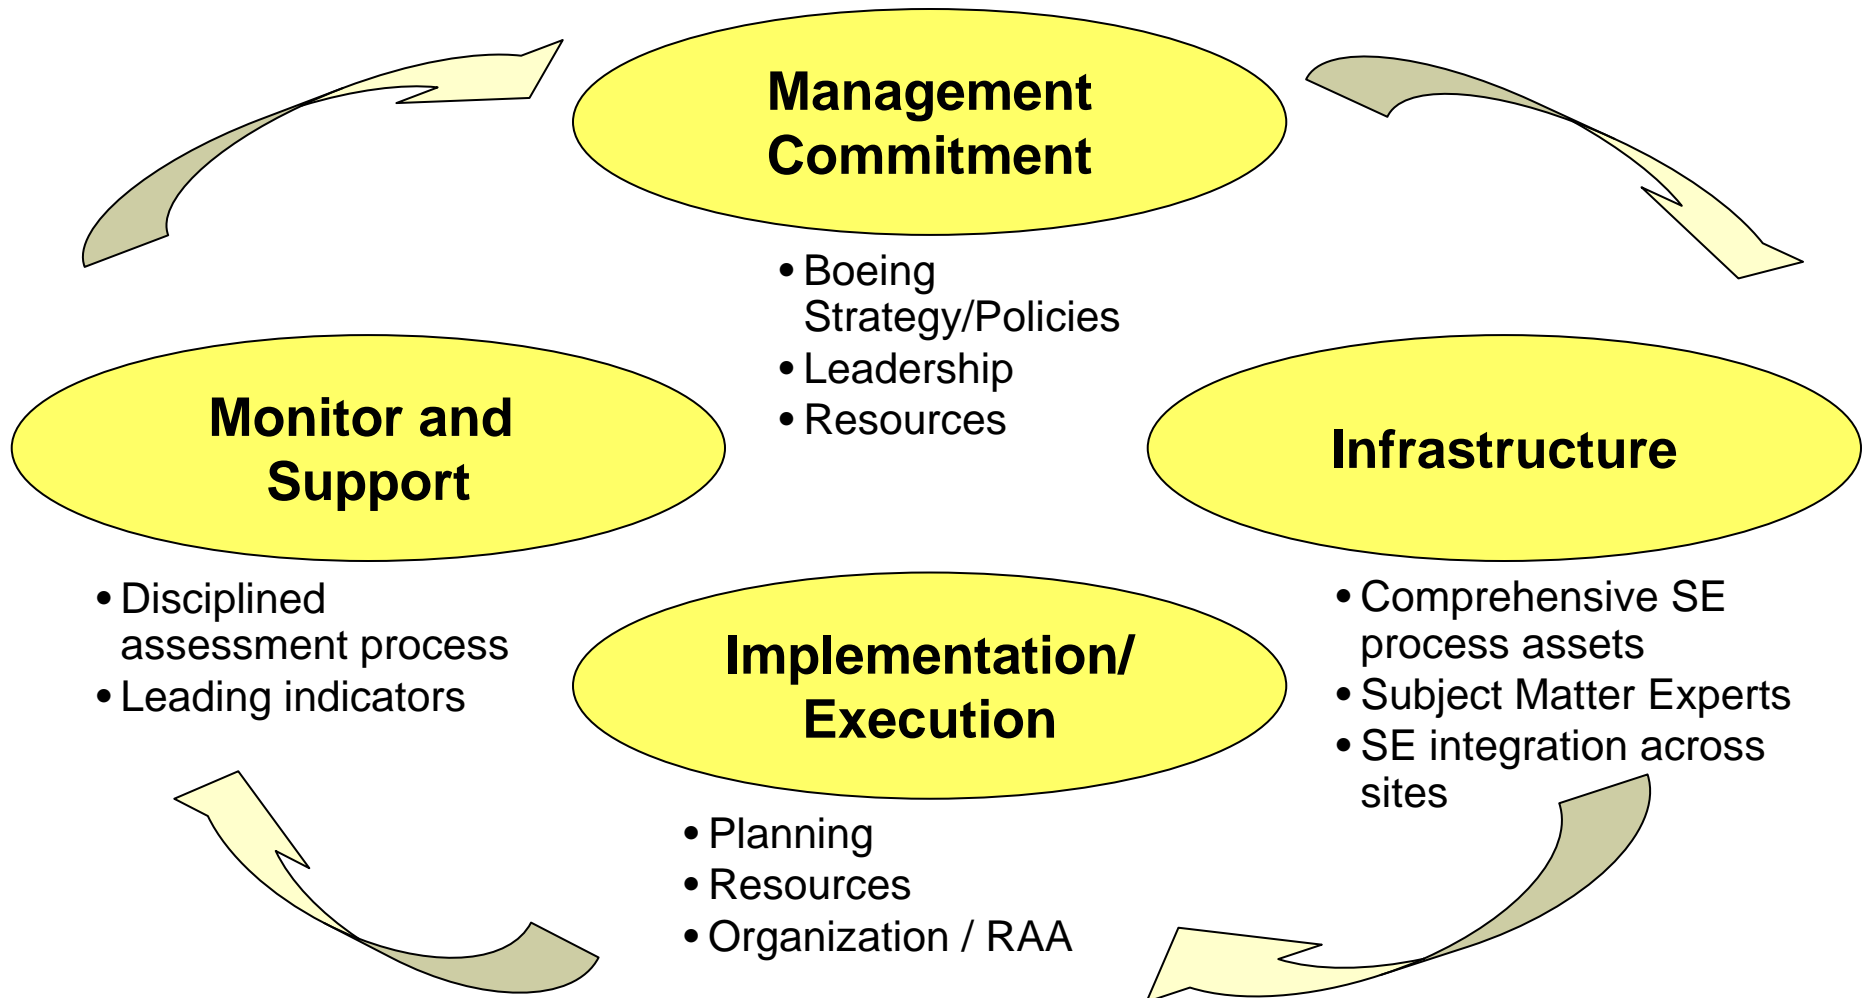 Management
Commitment
• Boeing
Strategy/Policies
• Leadership
• Resources
Monitor and
Support
• Disciplined
assessment process
• Leading indicators
Infrastructure
• Comprehensive SE
process assets
• Subject Matter Experts
• SE integration across
sites
Implementation/
Execution
• Planning
• Resources
• Organization / RAA